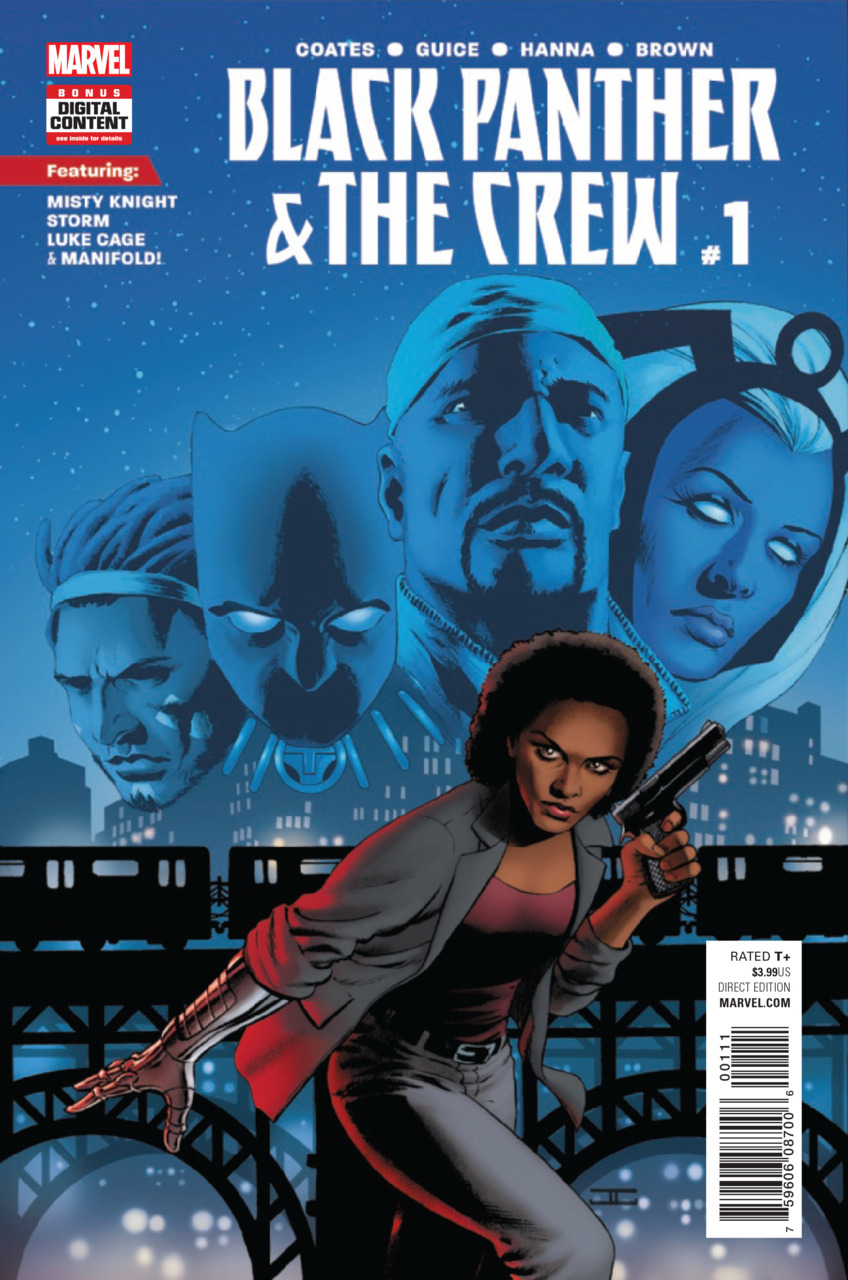 COATES ● GUICE ● HANNA ● BROWN
MARVEL
BONUS
DIGITAL
CONTENT
see inside for details
BLACK PANTHER
& THE CREW #1
Featuring:
MISTY KNIGHT
STORM
LUKE CAGE
& MANIFOLD!
RATED T+
$3.99US
DIRECT EDITION
MARVEL.COM
00111
7 59606 08700 6
JC